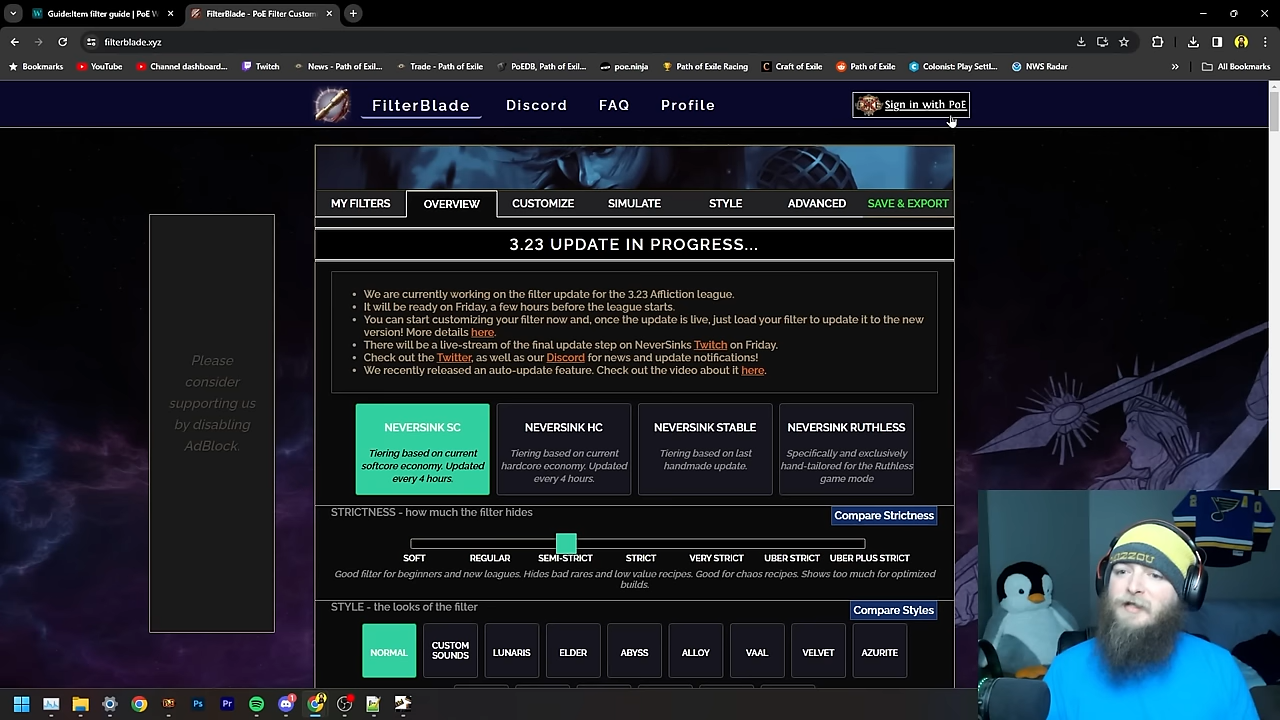 Guide:Item filter guide | PoE W
FilterBlade - PoE Filter Custom
filterblade.xyz
Bookmarks
YouTube
Channel dashboard...
Twitch
News - Path of Exil...
Trade - Path of Exile
PoEDB, Path of Exil...
poe.ninja
Path of Exile Racing
Craft of Exile
Path of Exile
Colonist: Play Settl...
NWS Radar
All Bookmarks
FilterBlade
Discord
FAQ
Profile
Sign in with PoE
MY FILTERS
OVERVIEW
CUSTOMIZE
SIMULATE
STYLE
ADVANCED
SAVE & EXPORT
3.23 UPDATE IN PROGRESS...
We are currently working on the filter update for the 3.23 Affliction league.
It will be ready on Friday, a few hours before the league starts.
You can start customizing your filter now and, once the update is live, just load your filter to update it to the new
version! More details here.
There will be a live-stream of the final update step on NeverSinks Twitch on Friday.
Check out the Twitter, as well as our Discord for news and update notifications!
We recently released an auto-update feature. Check out the video about it here.
Please
consider
supporting us
by disabling
AdBlock.
NEVERSINK SC
Tiering based on current
softcore economy. Updated
every 4 hours.
NEVERSINK HC
Tiering based on current
hardcore economy. Updated
every 4 hours.
NEVERSINK STABLE
Tiering based on last
handmade update.
NEVERSINK RUTHLESS
Specifically and exclusively
hand-tailored for the Ruthless
game mode
STRICTNESS - how much the filter hides
Compare Strictness
SOFT
REGULAR
SEMI-STRICT
STRICT
VERY STRICT
UBER STRICT
UBER PLUS STRICT
Good filter for beginners and new leagues. Hides bad rares and low value recipes. Good for chaos recipes. Shows too much for optimized
builds.
STYLE - the looks of the filter
Compare Styles
NORMAL
CUSTOM
SOUNDS
LUNARIS
ELDER
ABYSS
ALLOY
VAAL
VELVET
AZURITE